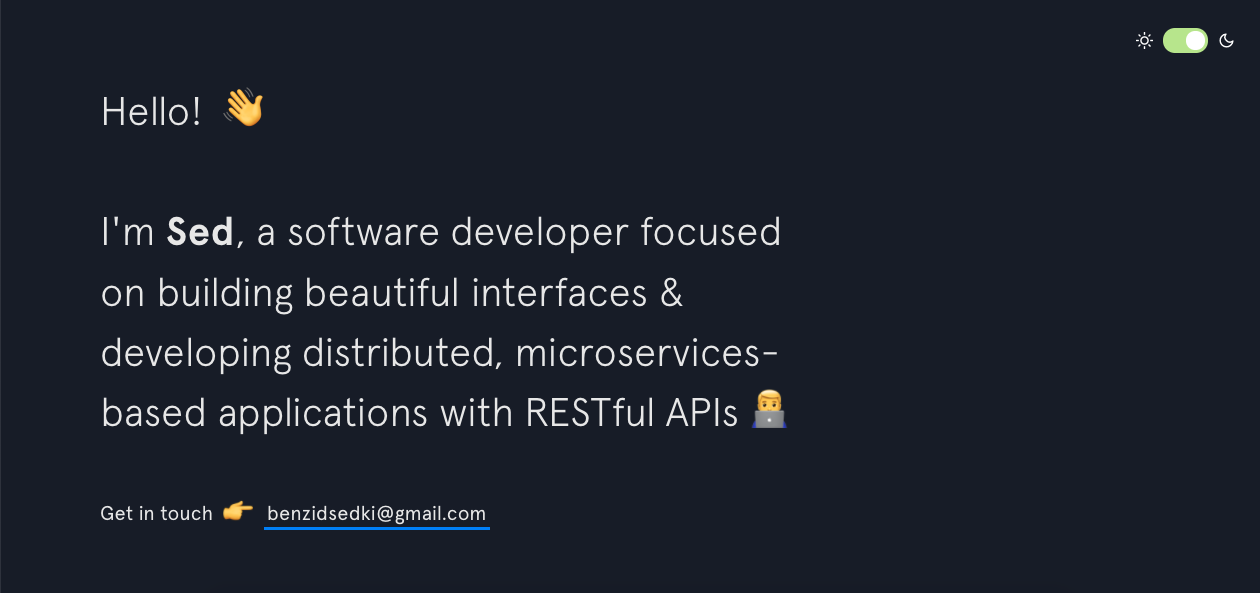 Hello! 👋
I'm Sed, a software developer focused
on building beautiful interfaces &
developing distributed, microservices-
based applications with RESTful APIs 👨‍💻
Get in touch 👉 benzidsedki@gmail.com